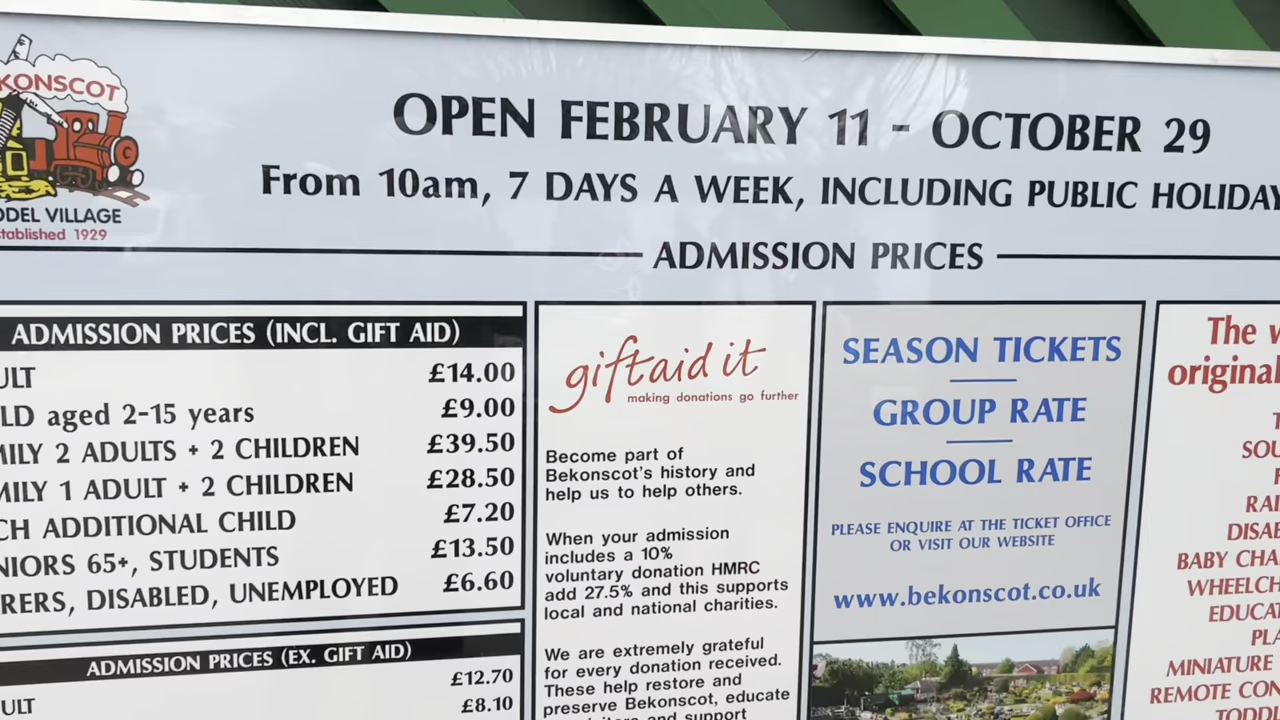 KONSCOT
ODEL VILLAGE
stablished 1929
OPEN FEBRUARY 11 - OCTOBER 29
From 10am, 7 DAYS A WEEK, INCLUDING PUBLIC HOLIDAY
ADMISSION PRICES
ADMISSION PRICES (INCL. GIFT AID)
ULT £14.00
LD aged 2-15 years £9.00
MILY 2 ADULTS + 2 CHILDREN £39.50
MILY 1 ADULT + 2 CHILDREN £28.50
CH ADDITIONAL CHILD £7.20
NIORS 65+, STUDENTS £13.50
RERS, DISABLED, UNEMPLOYED £6.60
ADMISSION PRICES (EX. GIFT AID)
£12.70
ULT £8.10
giftaid it
making donations go further
Become part of
Bekonscot's history and
help us to help others.
When your admission
includes a 10%
voluntary donation HMRC
add 27.5% and this supports
local and national charities.
We are extremely grateful
for every donation received.
These help restore and
preserve Bekonscot, educate
and support
SEASON TICKETS
GROUP RATE
SCHOOL RATE
PLEASE ENQUIRE AT THE TICKET OFFICE
OR VISIT OUR WEBSITE
www.bekonscot.co.uk
The w
original
SOU
RAI
DISAB
BABY CHA
WHEELCH
EDUCAT
PLA
MINIATURE
REMOTE CON
TODDL